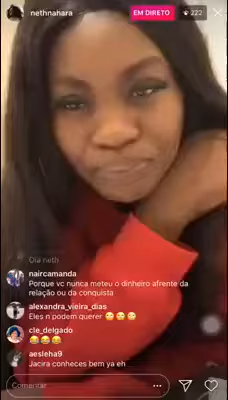 nethnahara
EM DIRETO
222
Ola neth
naircamanda
Porque vc nunca meteu o dinheiro afrente da
relação ou da conquista
alexandra_vieira_dias
Eles n podem querer 🙄🙄🙄
cle_delgado
😂😂😂
aesleha9
Jacira conheces bem ya eh
Comentar